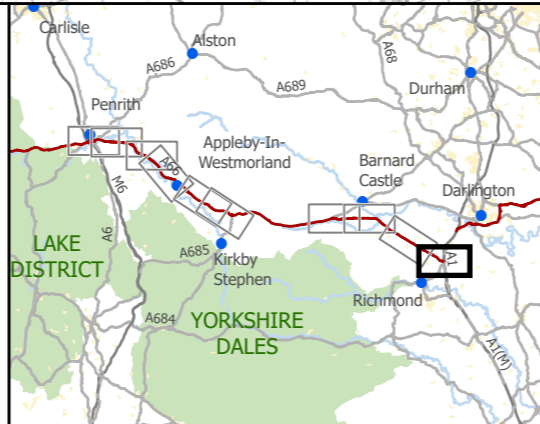 Carlisle
Alston
A68
A686
Durham
A689
Penrith
Appleby-In-
Westmorland
Barnard
Castle
A66
Darlington
M6
LAKE
DISTRICT
A6
A685
Kirkby
Stephen
A1
Richmond
A684
YORKSHIRE
DALES
A1(M)